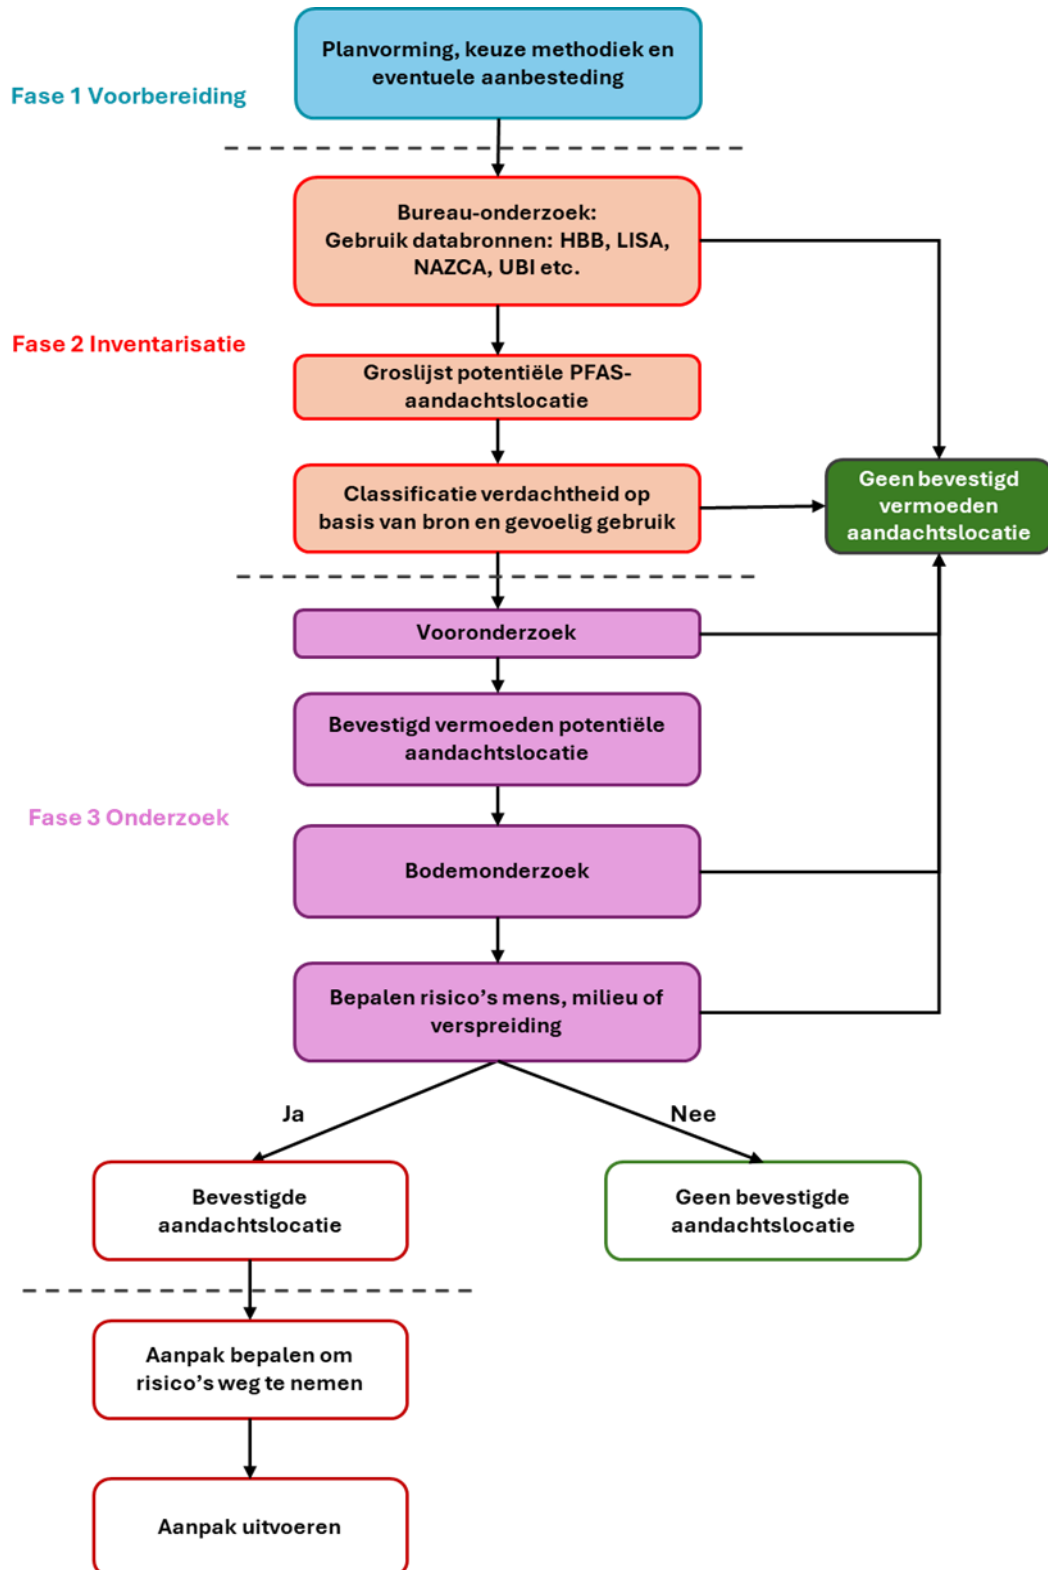 Planvorming, keuze methodiek en
eventuele aanbesteding
Fase 1 Voorbereiding
Bureau-onderzoek:
Gebruik databronnen: HBB, LISA,
NAZCA, UBI etc.
Fase 2 Inventarisatie
Groslijst potentiële PFAS-
aandachtslocatie
Classificatie verdachtheid op
basis van bron en gevoelig gebruik
Geen bevestigd
vermoeden
aandachtslocatie
Vooronderzoek
Bevestigd vermoeden potentiële
aandachtslocatie
Fase 3 Onderzoek
Bodemonderzoek
Bepalen risico’s mens, milieu of
verspreiding
Ja
Nee
Bevestigde
aandachtslocatie
Geen bevestigde
aandachtslocatie
Aanpak bepalen om
risico’s weg te nemen
Aanpak uitvoeren